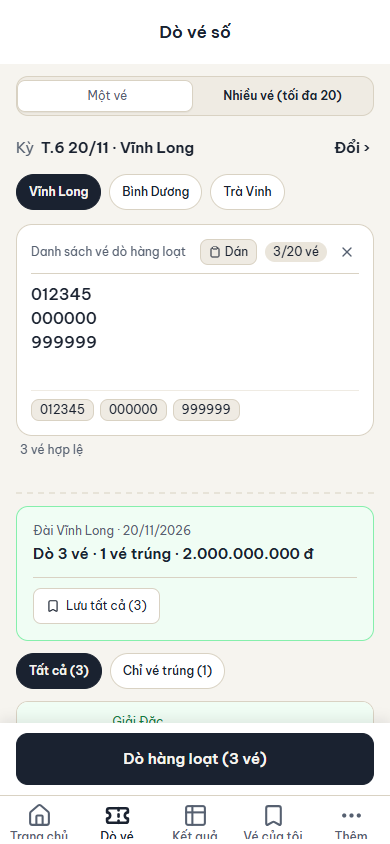 Dò vé số
Một vé
Nhiều vé (tối đa 20)
Kỳ T.6 20/11 · Vĩnh Long
Đổi ›
Vĩnh Long
Bình Dương
Trà Vinh
Danh sách vé dò hàng loạt
Dán
3/20 vé
012345
000000
999999
012345
000000
999999
3 vé hợp lệ
Đài Vĩnh Long · 20/11/2026
Dò 3 vé · 1 vé trúng · 2.000.000.000 đ
Lưu tất cả (3)
Tất cả (3)
Chỉ vé trúng (1)
Giải Đặc
Dò hàng loạt (3 vé)
Trang chủ
Dò vé
Kết quả
Vé của tôi
Thêm